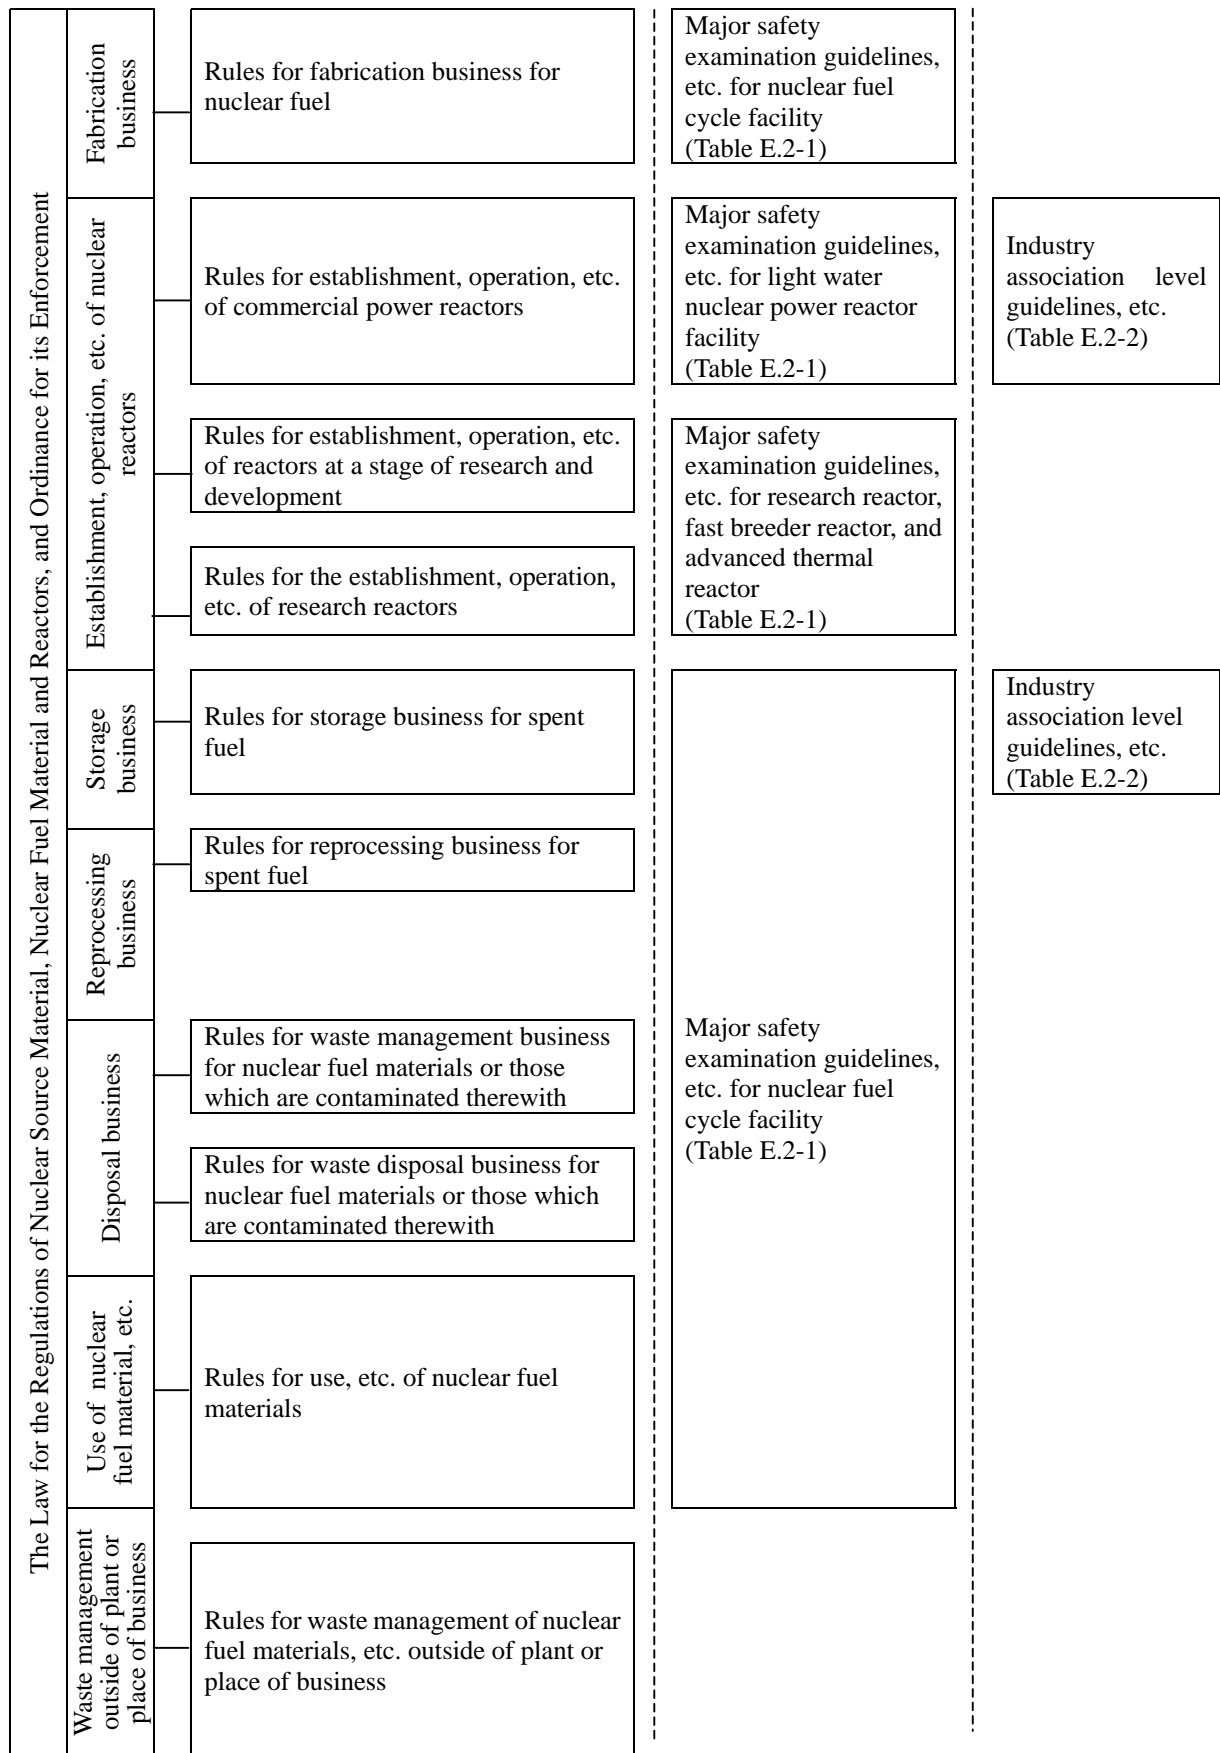 The Law for the Regulations of Nuclear Source Material, Nuclear Fuel Material and Reactors, and Ordinance for its Enforcement
Fabrication
business
Rules for fabrication business for
nuclear fuel
Major safety
examination guidelines,
etc. for nuclear fuel
cycle facility
(Table E.2-1)
Establishment, operation, etc. of nuclear
reactors
Rules for establishment, operation, etc.
of commercial power reactors
Major safety
examination guidelines,
etc. for light water
nuclear power reactor
facility
(Table E.2-1)
Industry
association level
guidelines, etc.
(Table E.2-2)
Rules for establishment, operation, etc.
of reactors at a stage of research and
development
Rules for the establishment, operation,
etc. of research reactors
Major safety
examination guidelines,
etc. for research reactor,
fast breeder reactor, and
advanced thermal
reactor
(Table E.2-1)
Storage
business
Rules for storage business for spent
fuel
Industry
association level
guidelines, etc.
(Table E.2-2)
Reprocessing
business
Rules for reprocessing business for
spent fuel
Disposal business
Rules for waste management business
for nuclear fuel materials or those
which are contaminated therewith
Rules for waste disposal business for
nuclear fuel materials or those which
are contaminated therewith
Major safety
examination guidelines,
etc. for nuclear fuel
cycle facility
(Table E.2-1)
Use of nuclear
fuel material, etc.
Rules for use, etc. of nuclear fuel
materials
Waste management
outside of plant or
place of business
Rules for waste management of nuclear
fuel materials, etc. outside of plant or
place of business